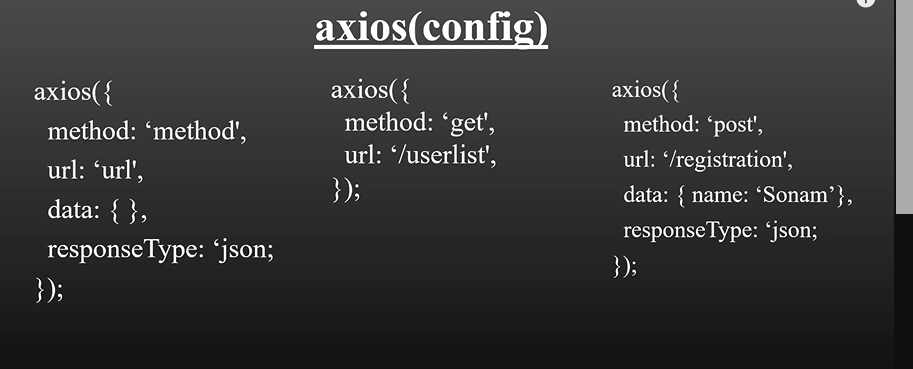 axios(config)
axios({
method: ‘method',
url: ‘url',
data: { },
responseType: ‘json;
});
axios({
method: ‘get',
url: ‘/userlist',
});
axios({
method: ‘post',
url: ‘/registration',
data: { name: ‘Sonam’},
responseType: ‘json;
});